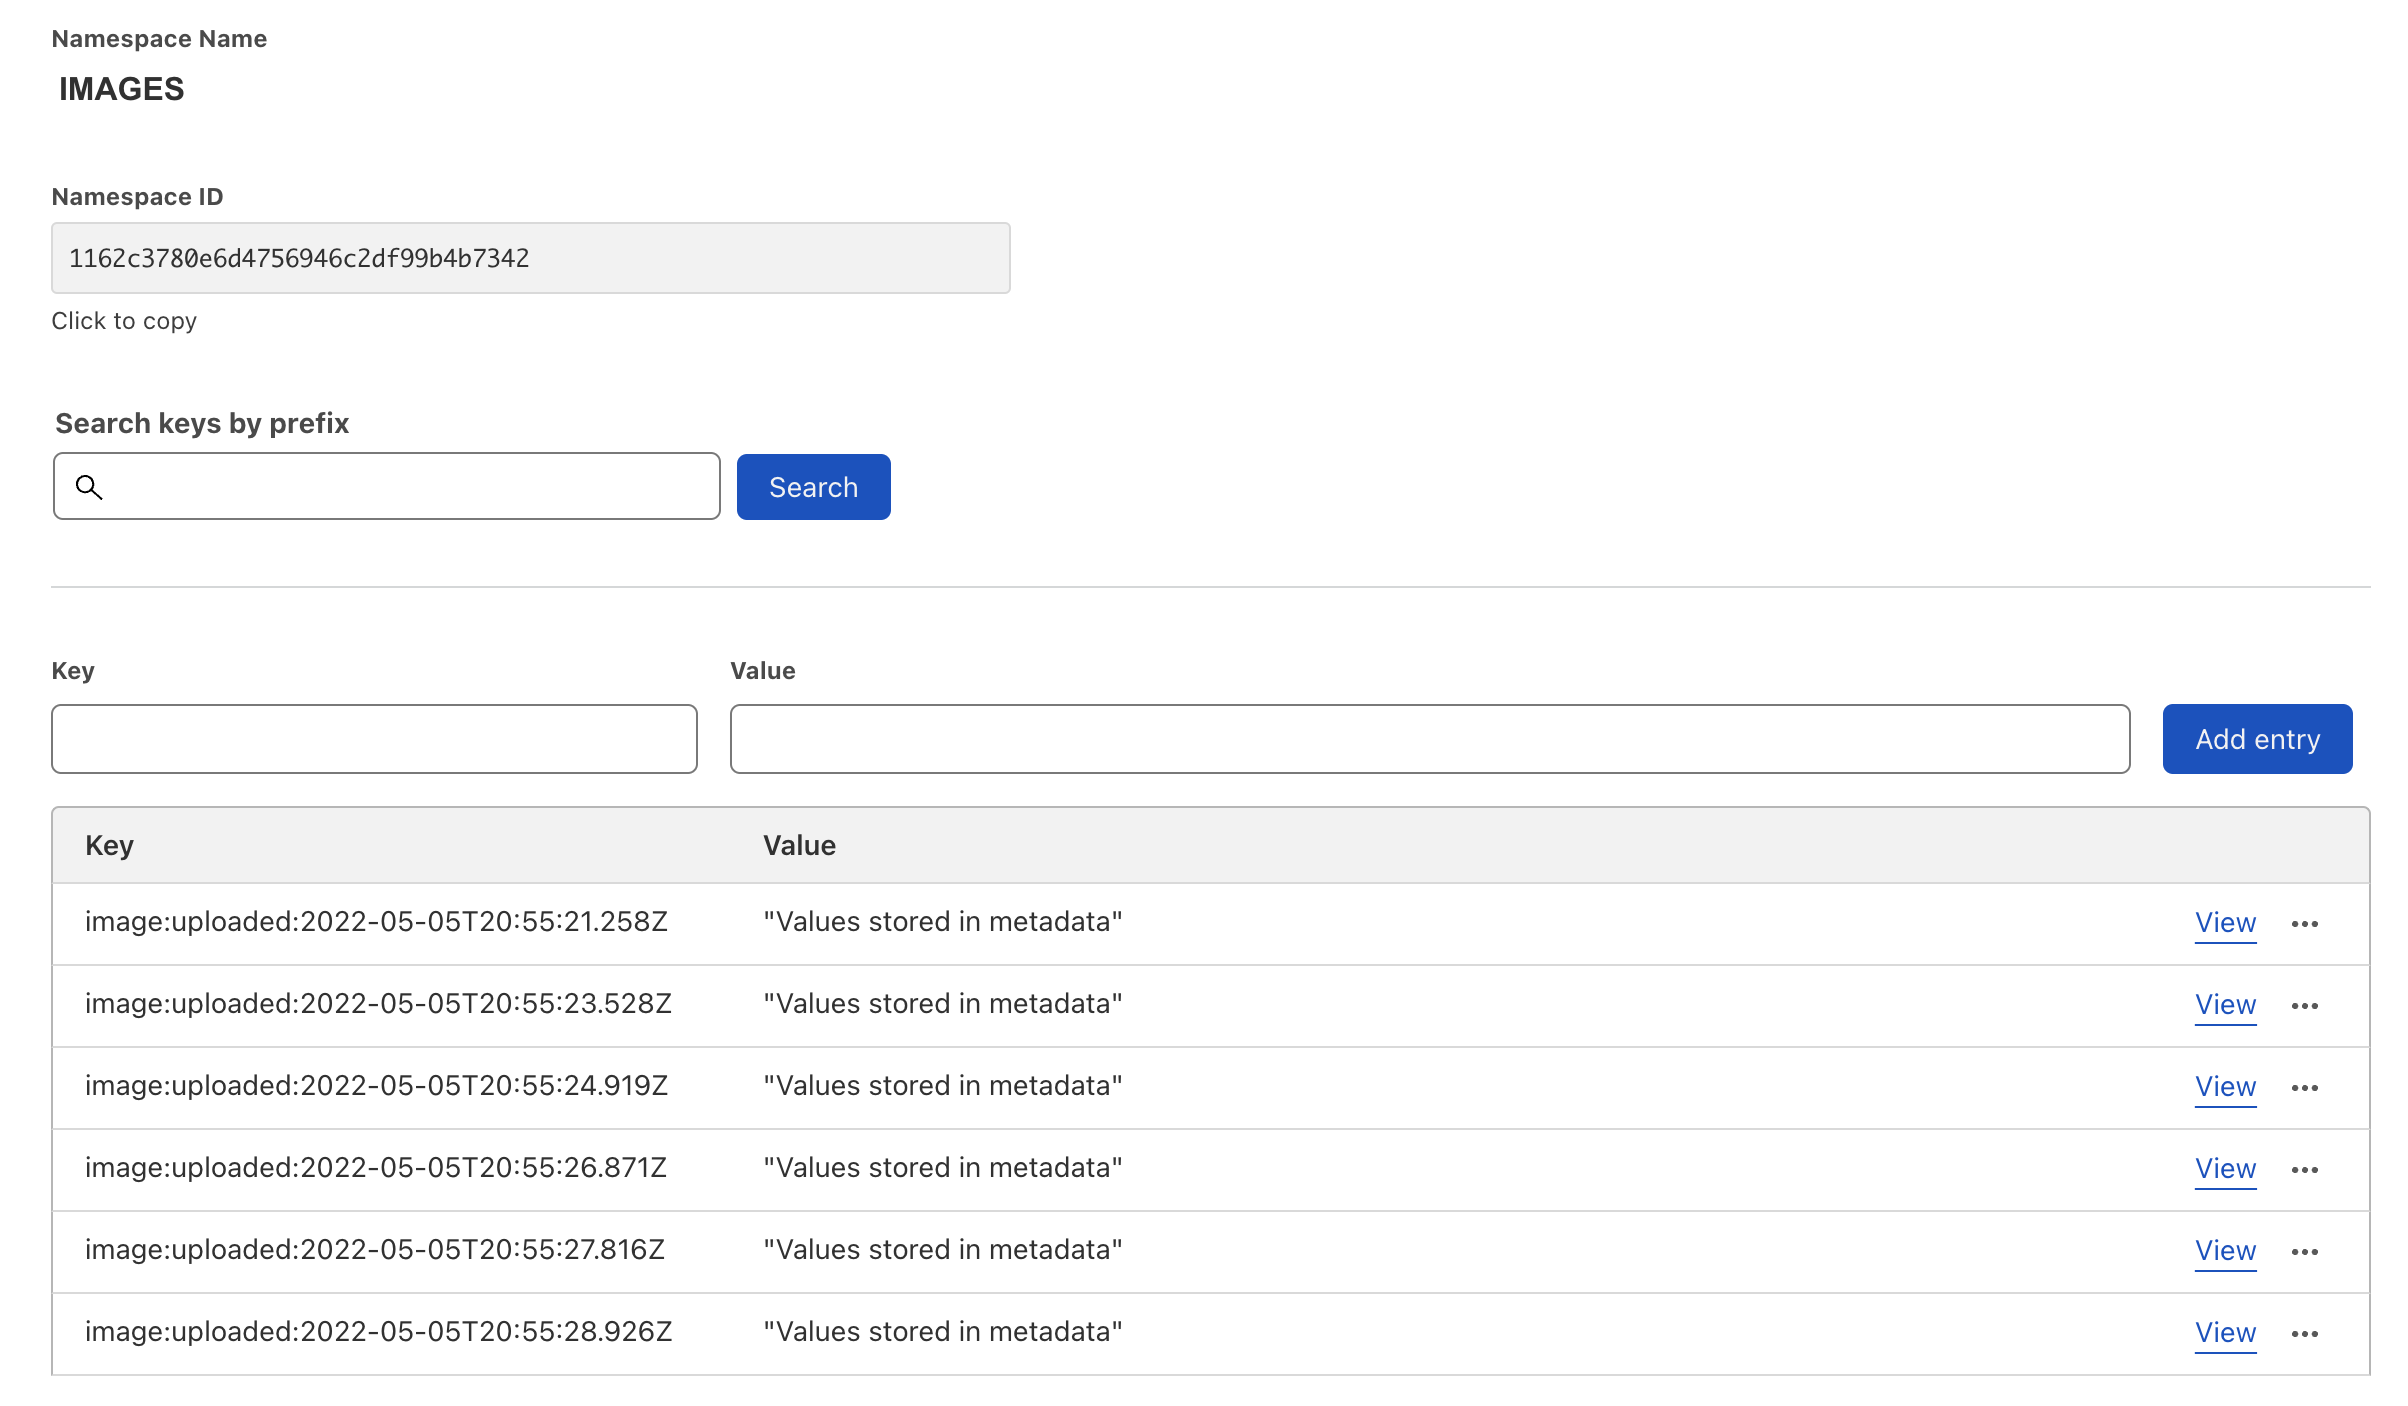 Namespace Name
IMAGES
Namespace ID
1162c3780e6d4756946c2df99b4b7342
Click to copy
Search keys by prefix
Search
Key Value
Add entry
Key Value
image:uploaded:2022-05-05T20:55:21.258Z "Values stored in metadata" View
image:uploaded:2022-05-05T20:55:23.528Z "Values stored in metadata" View
image:uploaded:2022-05-05T20:55:24.919Z "Values stored in metadata" View
image:uploaded:2022-05-05T20:55:26.871Z "Values stored in metadata" View
image:uploaded:2022-05-05T20:55:27.816Z "Values stored in metadata" View
image:uploaded:2022-05-05T20:55:28.926Z "Values stored in metadata" View